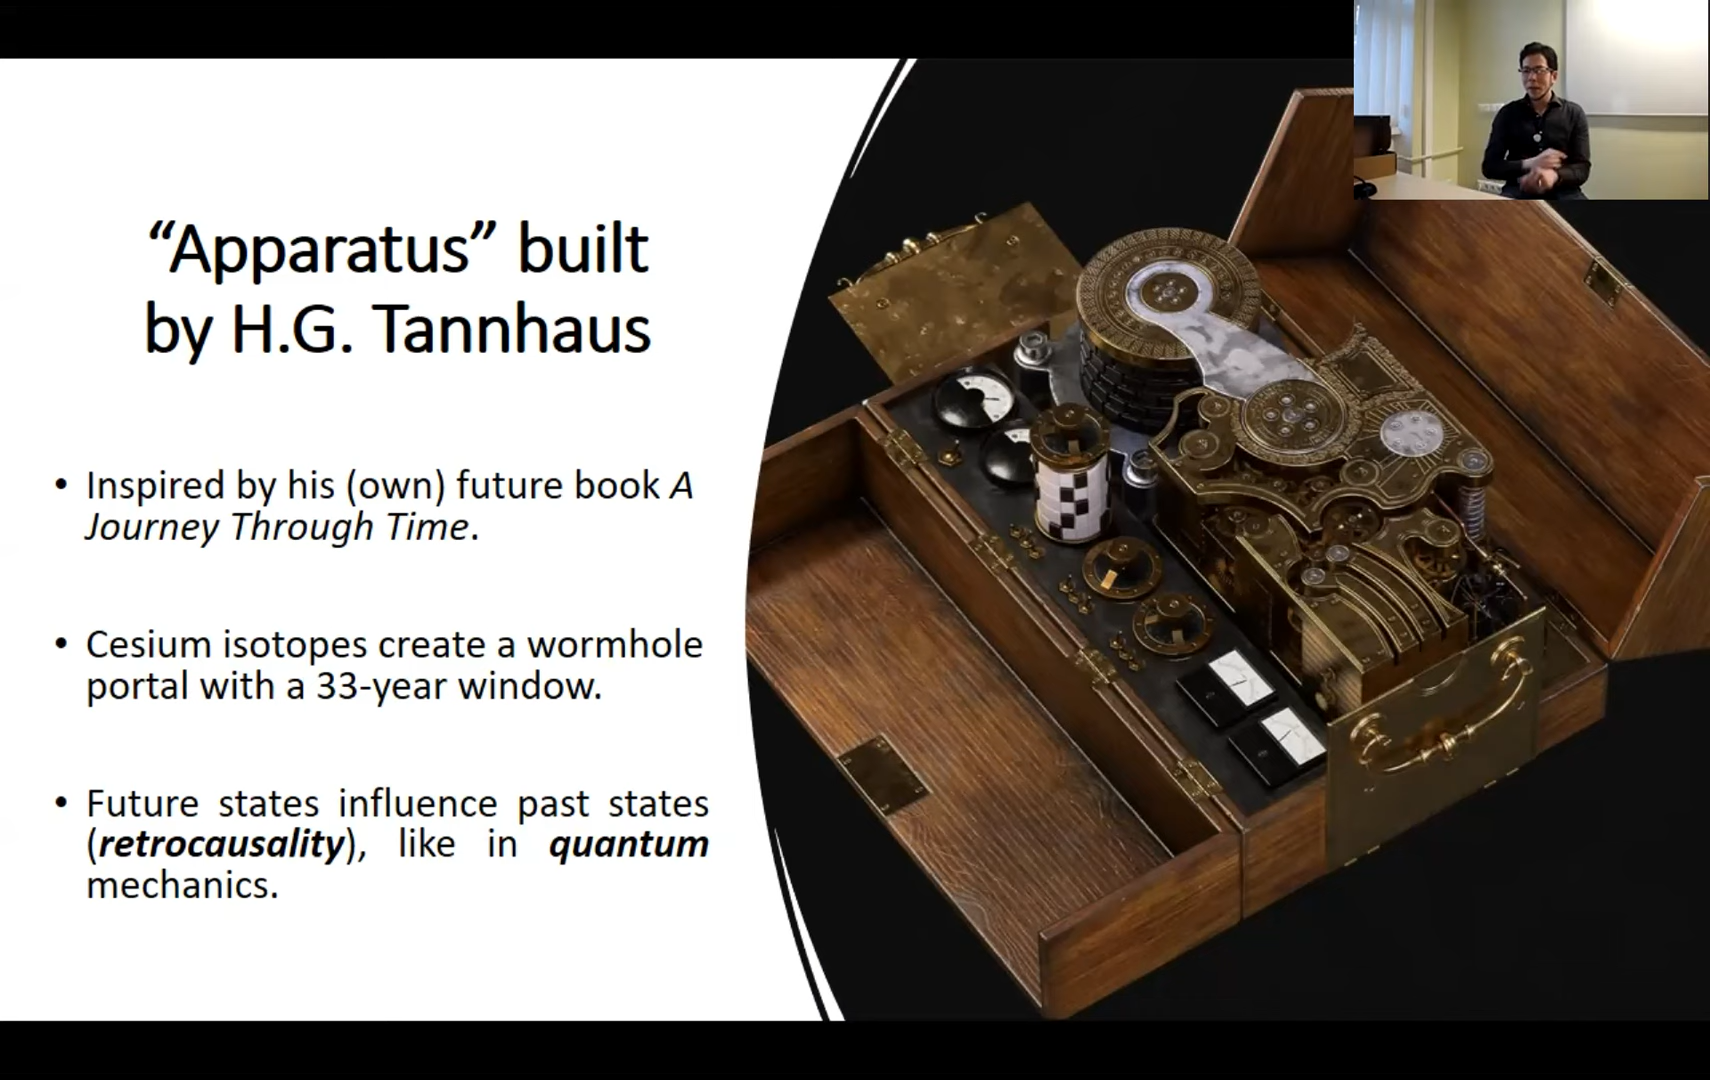 “Apparatus” built
by H.G. Tannhaus
• Inspired by his (own) future book A
Journey Through Time.
• Cesium isotopes create a wormhole
portal with a 33-year window.
• Future states influence past states
(retrocausality), like in quantum
mechanics.